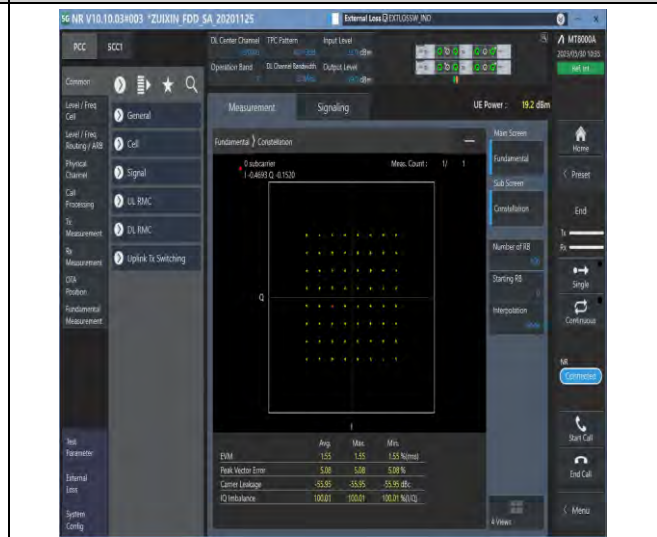 5G NR V10.10.03#003 *ZUIXIN_FDD_SA_20201125
External Loss EXTLOSSW_IND
PCC
SCC1
DL Center Channel
TPC Pattern
Input Level
dBm
Operation Band
DL Channel Bandwidth
Output Level
dBm
MT8000A
Common
Level / Freq.
Cell
Level / Freq.
Routing / ARB
Physical
Channel
Call
Processing
Tx
Measurement
Rx
Measurement
OTA
Position
Fundamental
Measurement
Test
Parameter
External
Loss
System
Config
General
Cell
Signal
UL RMC
DL RMC
Uplink Tx Switching
Measurement
Signaling
UE Power : 19.2 dBm
Fundamental
Constellation
0 subcarrier
I -0.4693 Q -0.1520
Meas. Count : 1/ 1
Q
I
Avg. Max. Min.
EVM 1.55 1.55 1.55 %(rms)
Peak Vector Error 5.08 5.08 5.08 %
Carrier Leakage -55.95 -55.95 -55.95 dBc
IQ Imbalance 100.01 100.01 100.01 %(I/Q)
Main Screen
Fundamental
Sub Screen
Constellation
Number of RB
Starting RB
Interpolation
4 Views
Home
Preset
End
Tx
Rx
Single
Continuous
NR
Connected
Start Call
End Call
Menu